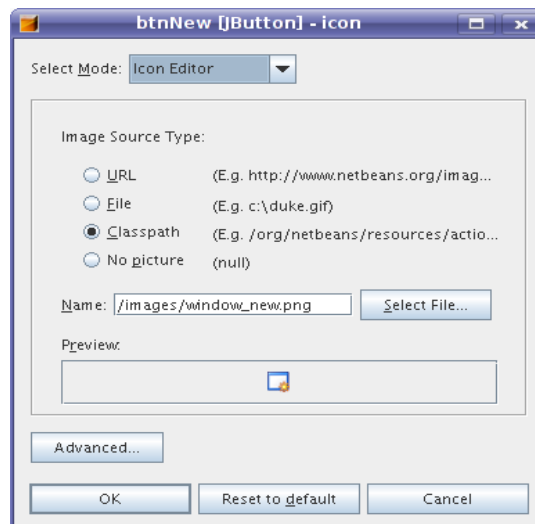 btnNew [JButton] - icon
Select Mode: Icon Editor
Image Source Type:
URL (E.g. http://www.netbeans.org/imag...
File (E.g. c:\duke.gif)
Classpath (E.g. /org/netbeans/resources/actio...
No picture (null)
Name: /images/window_new.png Select File...
Preview:
Advanced...
OK Reset to default Cancel